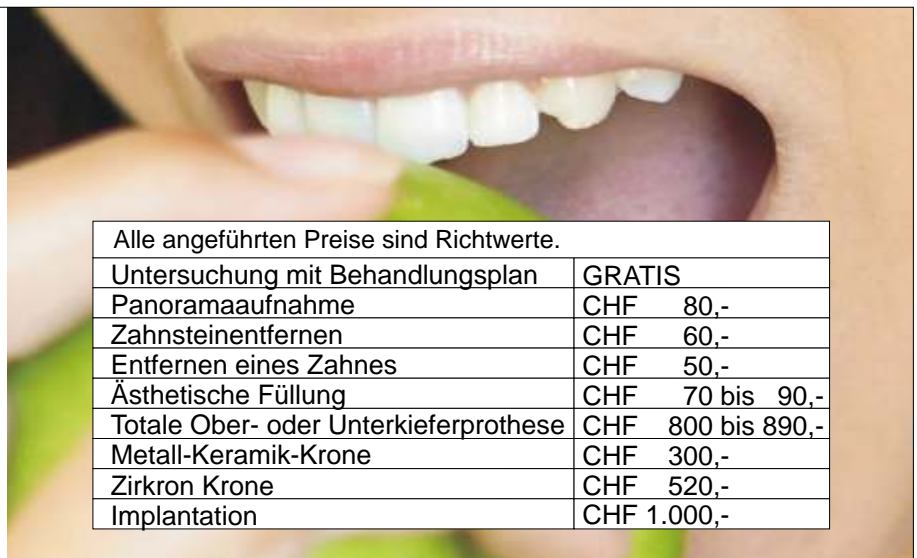 Alle angeführten Preise sind Richtwerte.
Untersuchung mit Behandlungsplan GRATIS
Panoramaaufnahme CHF 80,-
Zahnsteinentfernen CHF 60,-
Entfernen eines Zahnes CHF 50,-
Ästhetische Füllung CHF 70 bis 90,-
Totale Ober- oder Unterkieferprothese CHF 800 bis 890,-
Metall-Keramik-Krone CHF 300,-
Zirkron Krone CHF 520,-
Implantation CHF 1.000,-